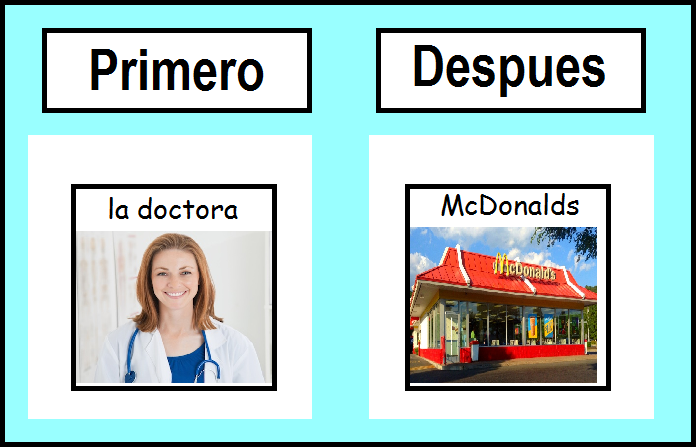 Primero
Despues
la doctora
McDonalds
McDonald's